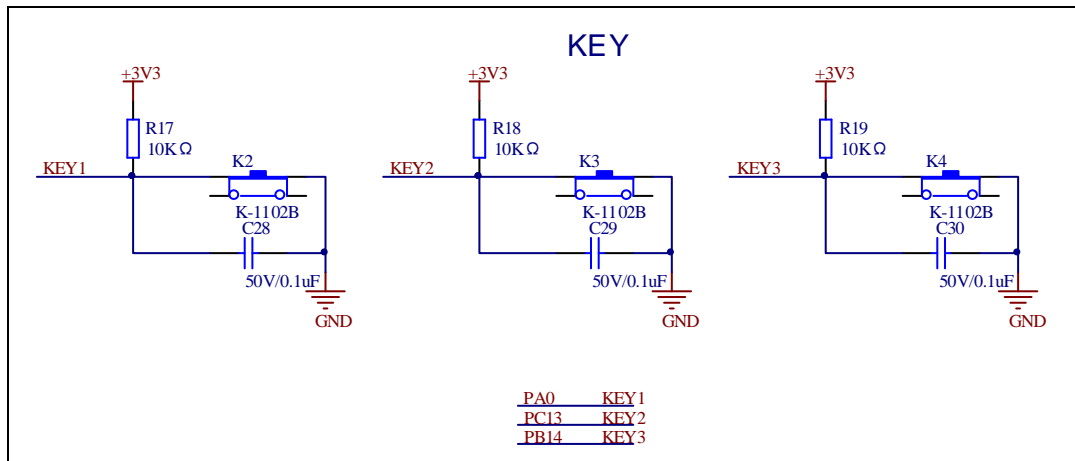 KEY
+3V3
R17
10KΩ
KEY1
K2
K-1102B
C28
50V/0.1uF
GND
+3V3
R18
10KΩ
KEY2
K3
K-1102B
C29
50V/0.1uF
GND
+3V3
R19
10KΩ
KEY3
K4
K-1102B
C30
50V/0.1uF
GND
PA0 KEY1
PC13 KEY2
PB14 KEY3